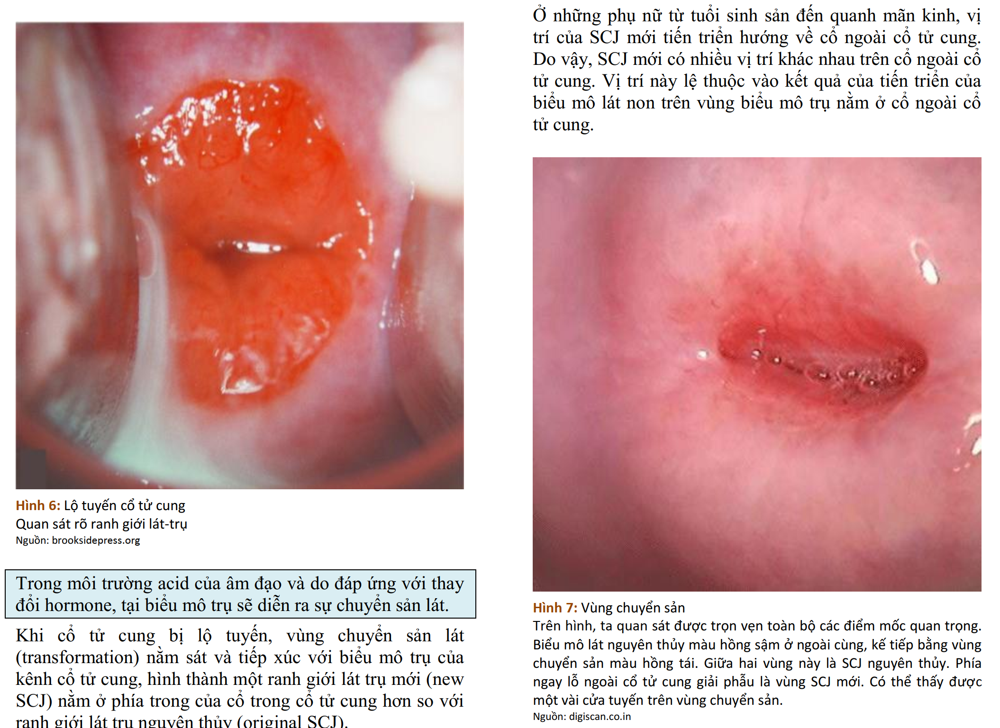 Hình 6: Lộ tuyến cổ tử cung
Quan sát rõ ranh giới lát-trụ
Nguồn: brooksidepress.org
Trong môi trường acid của âm đạo và do đáp ứng với thay
đổi hormone, tại biểu mô trụ sẽ diễn ra sự chuyển sản lát.
Khi cổ tử cung bị lộ tuyến, vùng chuyển sản lát
(transformation) nằm sát và tiếp xúc với biểu mô trụ của
kênh cổ tử cung, hình thành một ranh giới lát trụ mới (new
SCJ) nằm ở phía trong của cổ trong cổ tử cung hơn so với
ranh giới lát trụ nguyên thủy (original SCJ).
Ở những phụ nữ từ tuổi sinh sản đến quanh mãn kinh, vị
trí của SCJ mới tiến triển hướng về cổ ngoài cổ tử cung.
Do vậy, SCJ mới có nhiều vị trí khác nhau trên cổ ngoài cổ
tử cung. Vị trí này lệ thuộc vào kết quả của tiến triển của
biểu mô lát non trên vùng biểu mô trụ nằm ở cổ ngoài cổ
tử cung.
Hình 7: Vùng chuyển sản
Trên hình, ta quan sát được trọn vẹn toàn bộ các điểm mốc quan trọng.
Biểu mô lát nguyên thủy màu hồng sậm ở ngoài cùng, kế tiếp bằng vùng
chuyển sản màu hồng tái. Giữa hai vùng này là SCJ nguyên thủy. Phía
ngay lỗ ngoài cổ tử cung giải phẫu là vùng SCJ mới. Có thể thấy được
một vài cửa tuyến trên vùng chuyển sản.
Nguồn: digiscan.co.in